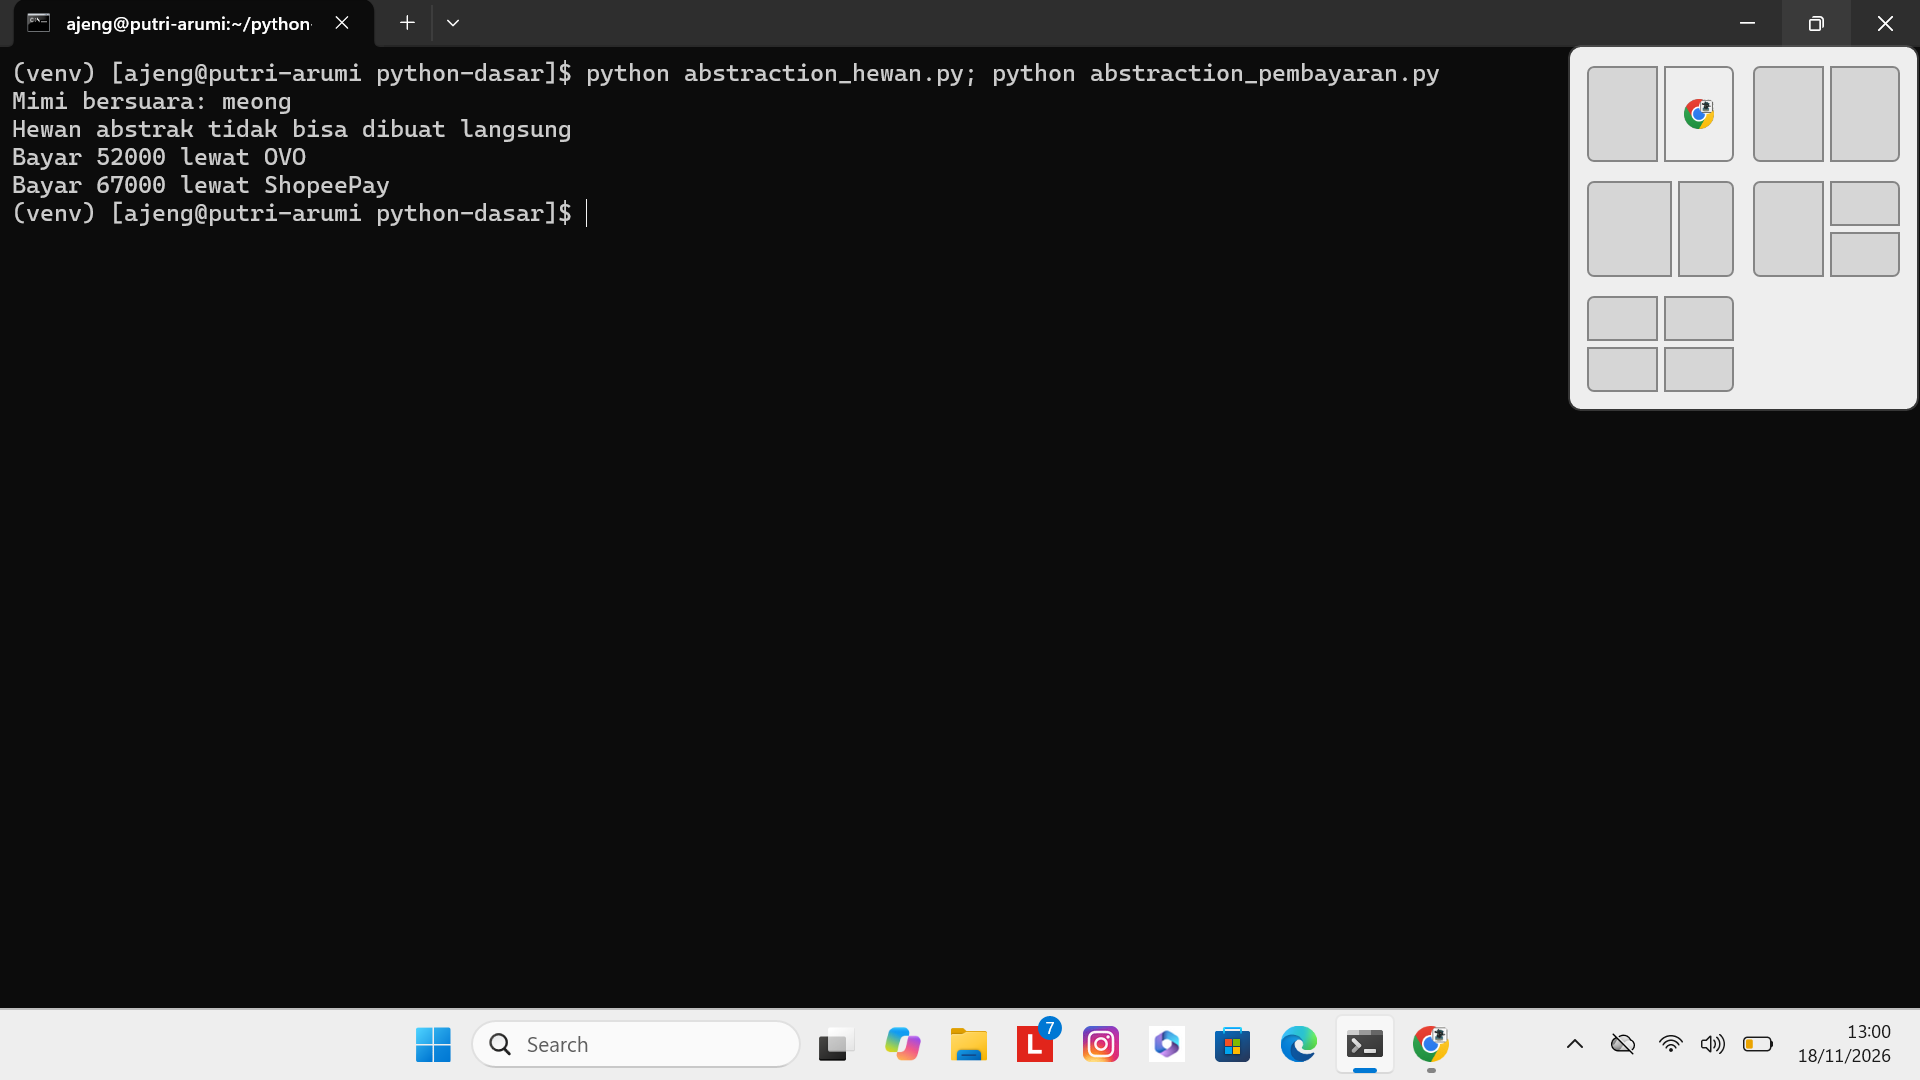 ajeng@putri-arumi:~/python
(venv) [ajeng@putri-arumi python-dasar]$ python abstraction_hewan.py; python abstraction_pembayaran.py
Mimi bersuara: meong
Hewan abstrak tidak bisa dibuat langsung
Bayar 52000 lewat OVO
Bayar 67000 lewat ShopeePay
(venv) [ajeng@putri-arumi python-dasar]$
Search
L
7
13:00
18/11/2026